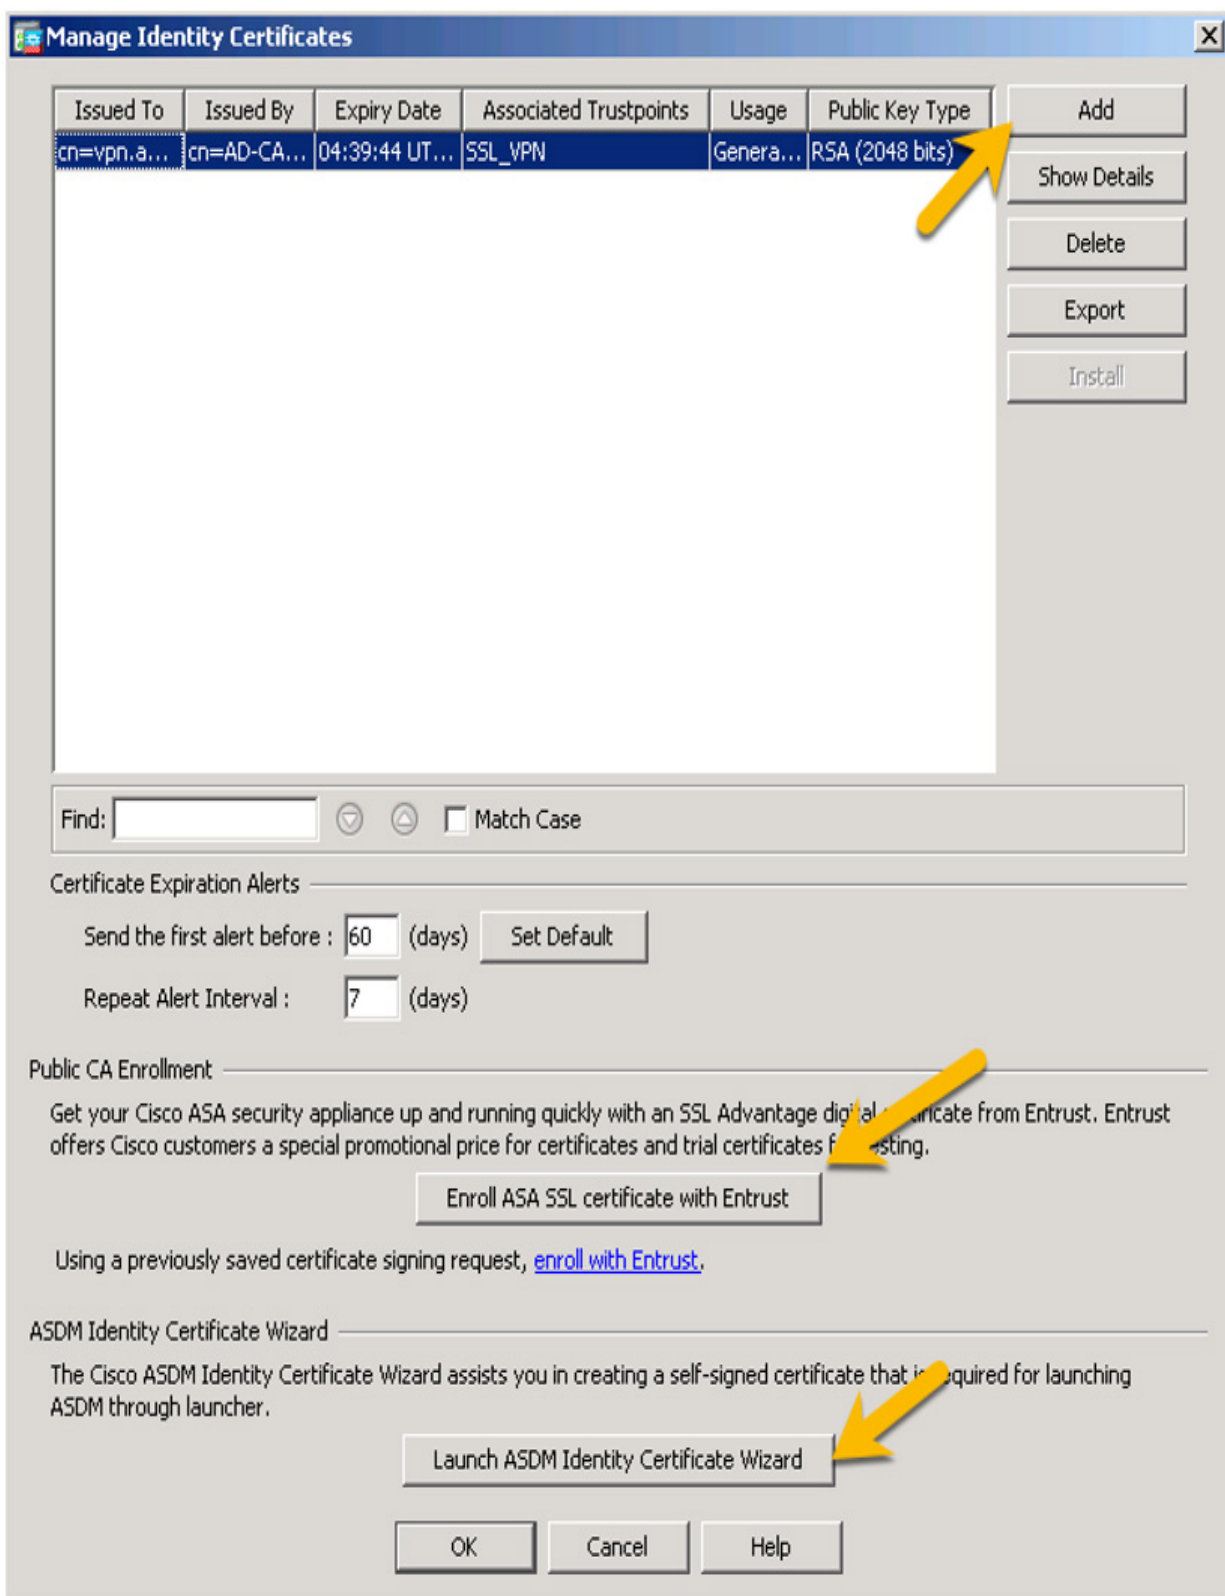 Manage Identity Certificates
Issued To Issued By Expiry Date Associated Trustpoints Usage Public Key Type
cn=vpn.a... cn=AD-CA... 04:39:44 UT... SSL_VPN Genera... RSA (2048 bits)
Add
Show Details
Delete
Export
Install
Find: Match Case
Certificate Expiration Alerts
Send the first alert before : 60 (days) Set Default
Repeat Alert Interval : 7 (days)
Public CA Enrollment
Get your Cisco ASA security appliance up and running quickly with an SSL Advantage digital from Entrust. Entrust
offers Cisco customers a special promotional price for certificates and trial certificates
Enroll ASA SSL certificate with Entrust
Using a previously saved certificate signing request, enroll with Entrust.
ASDM Identity Certificate Wizard
The Cisco ASDM Identity Certificate Wizard assists you in creating a self-signed certificate that is required for launching
ASDM through launcher.
Launch ASDM Identity Certificate Wizard
OK Cancel Help